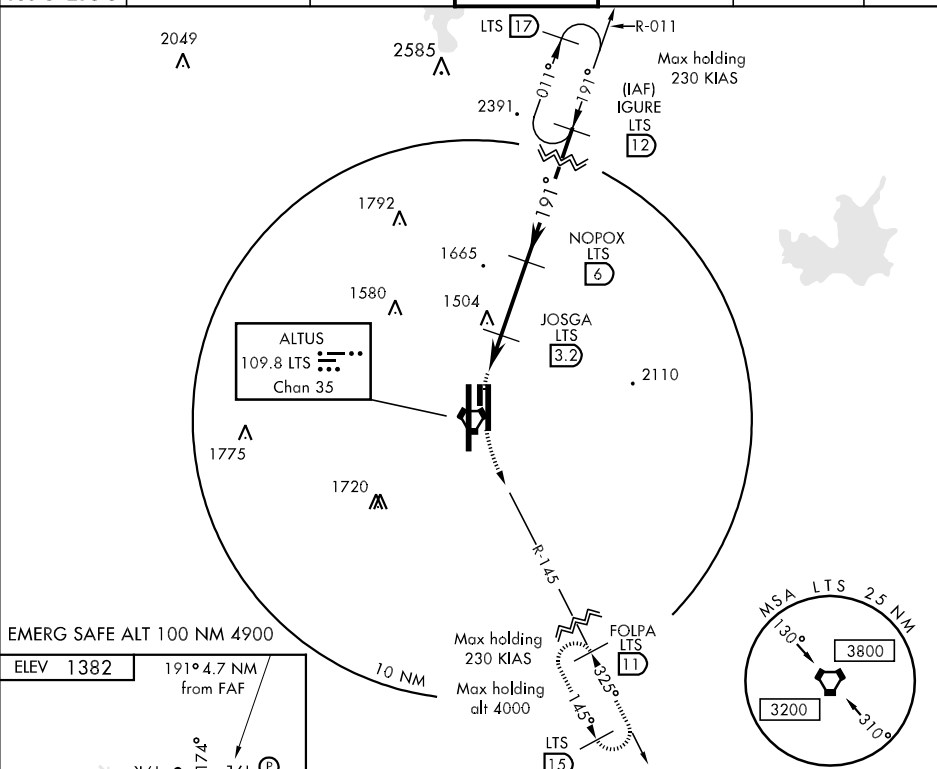 2049
2585
LTS 17
R-011
Max holding
230 KIAS
011°
191°
2391
(IAF)
IGURE
LTS
12
191°
1792
1665
NOPOX
LTS
6
1580
1504
JOSGA
LTS
3.2
ALTUS
109.8 LTS
Chan 35
2110
1775
1720
R-145
EMERG SAFE ALT 100 NM 4900
ELEV 1382
191° 4.7 NM
from FAF
174°
P
10 NM
Max holding
230 KIAS
Max holding
alt 4000
FOLPA
LTS
11
325°
145°
LTS
15
MSA LTS 25 NM
130°
3800
3200
310°